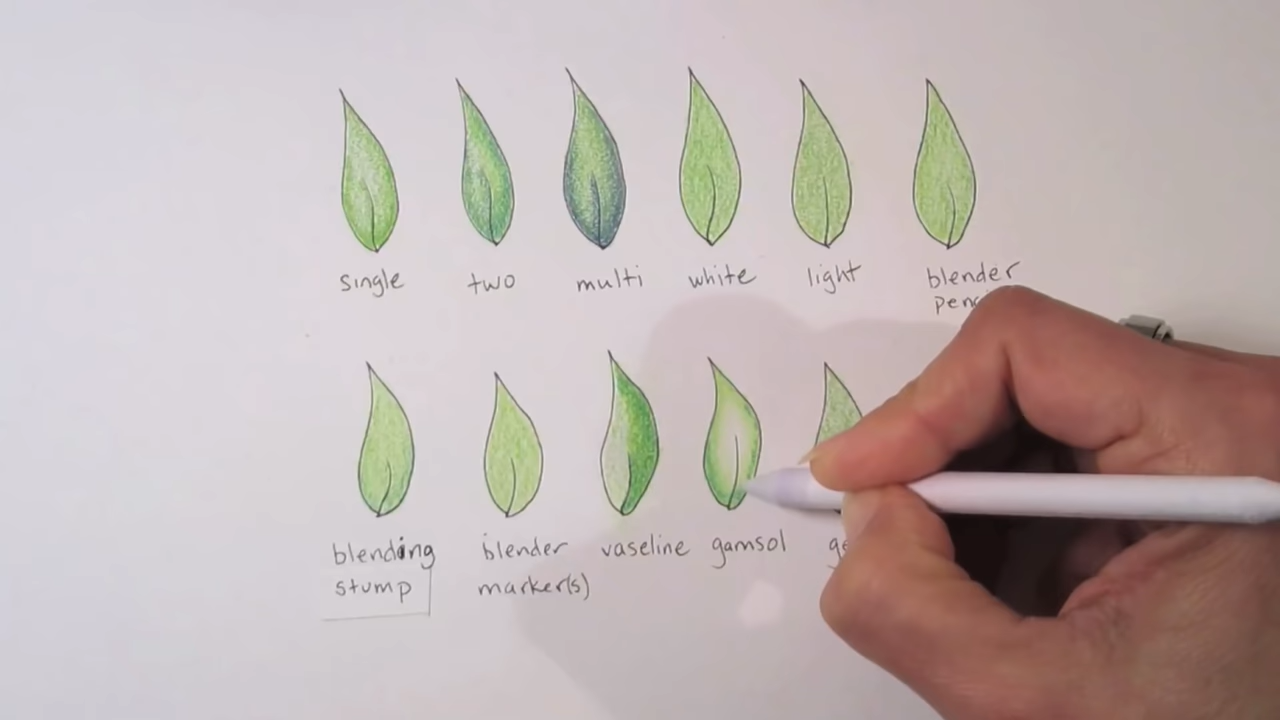 single two multi white light blender
blending blender vaseline gamsol
stump marker(s)